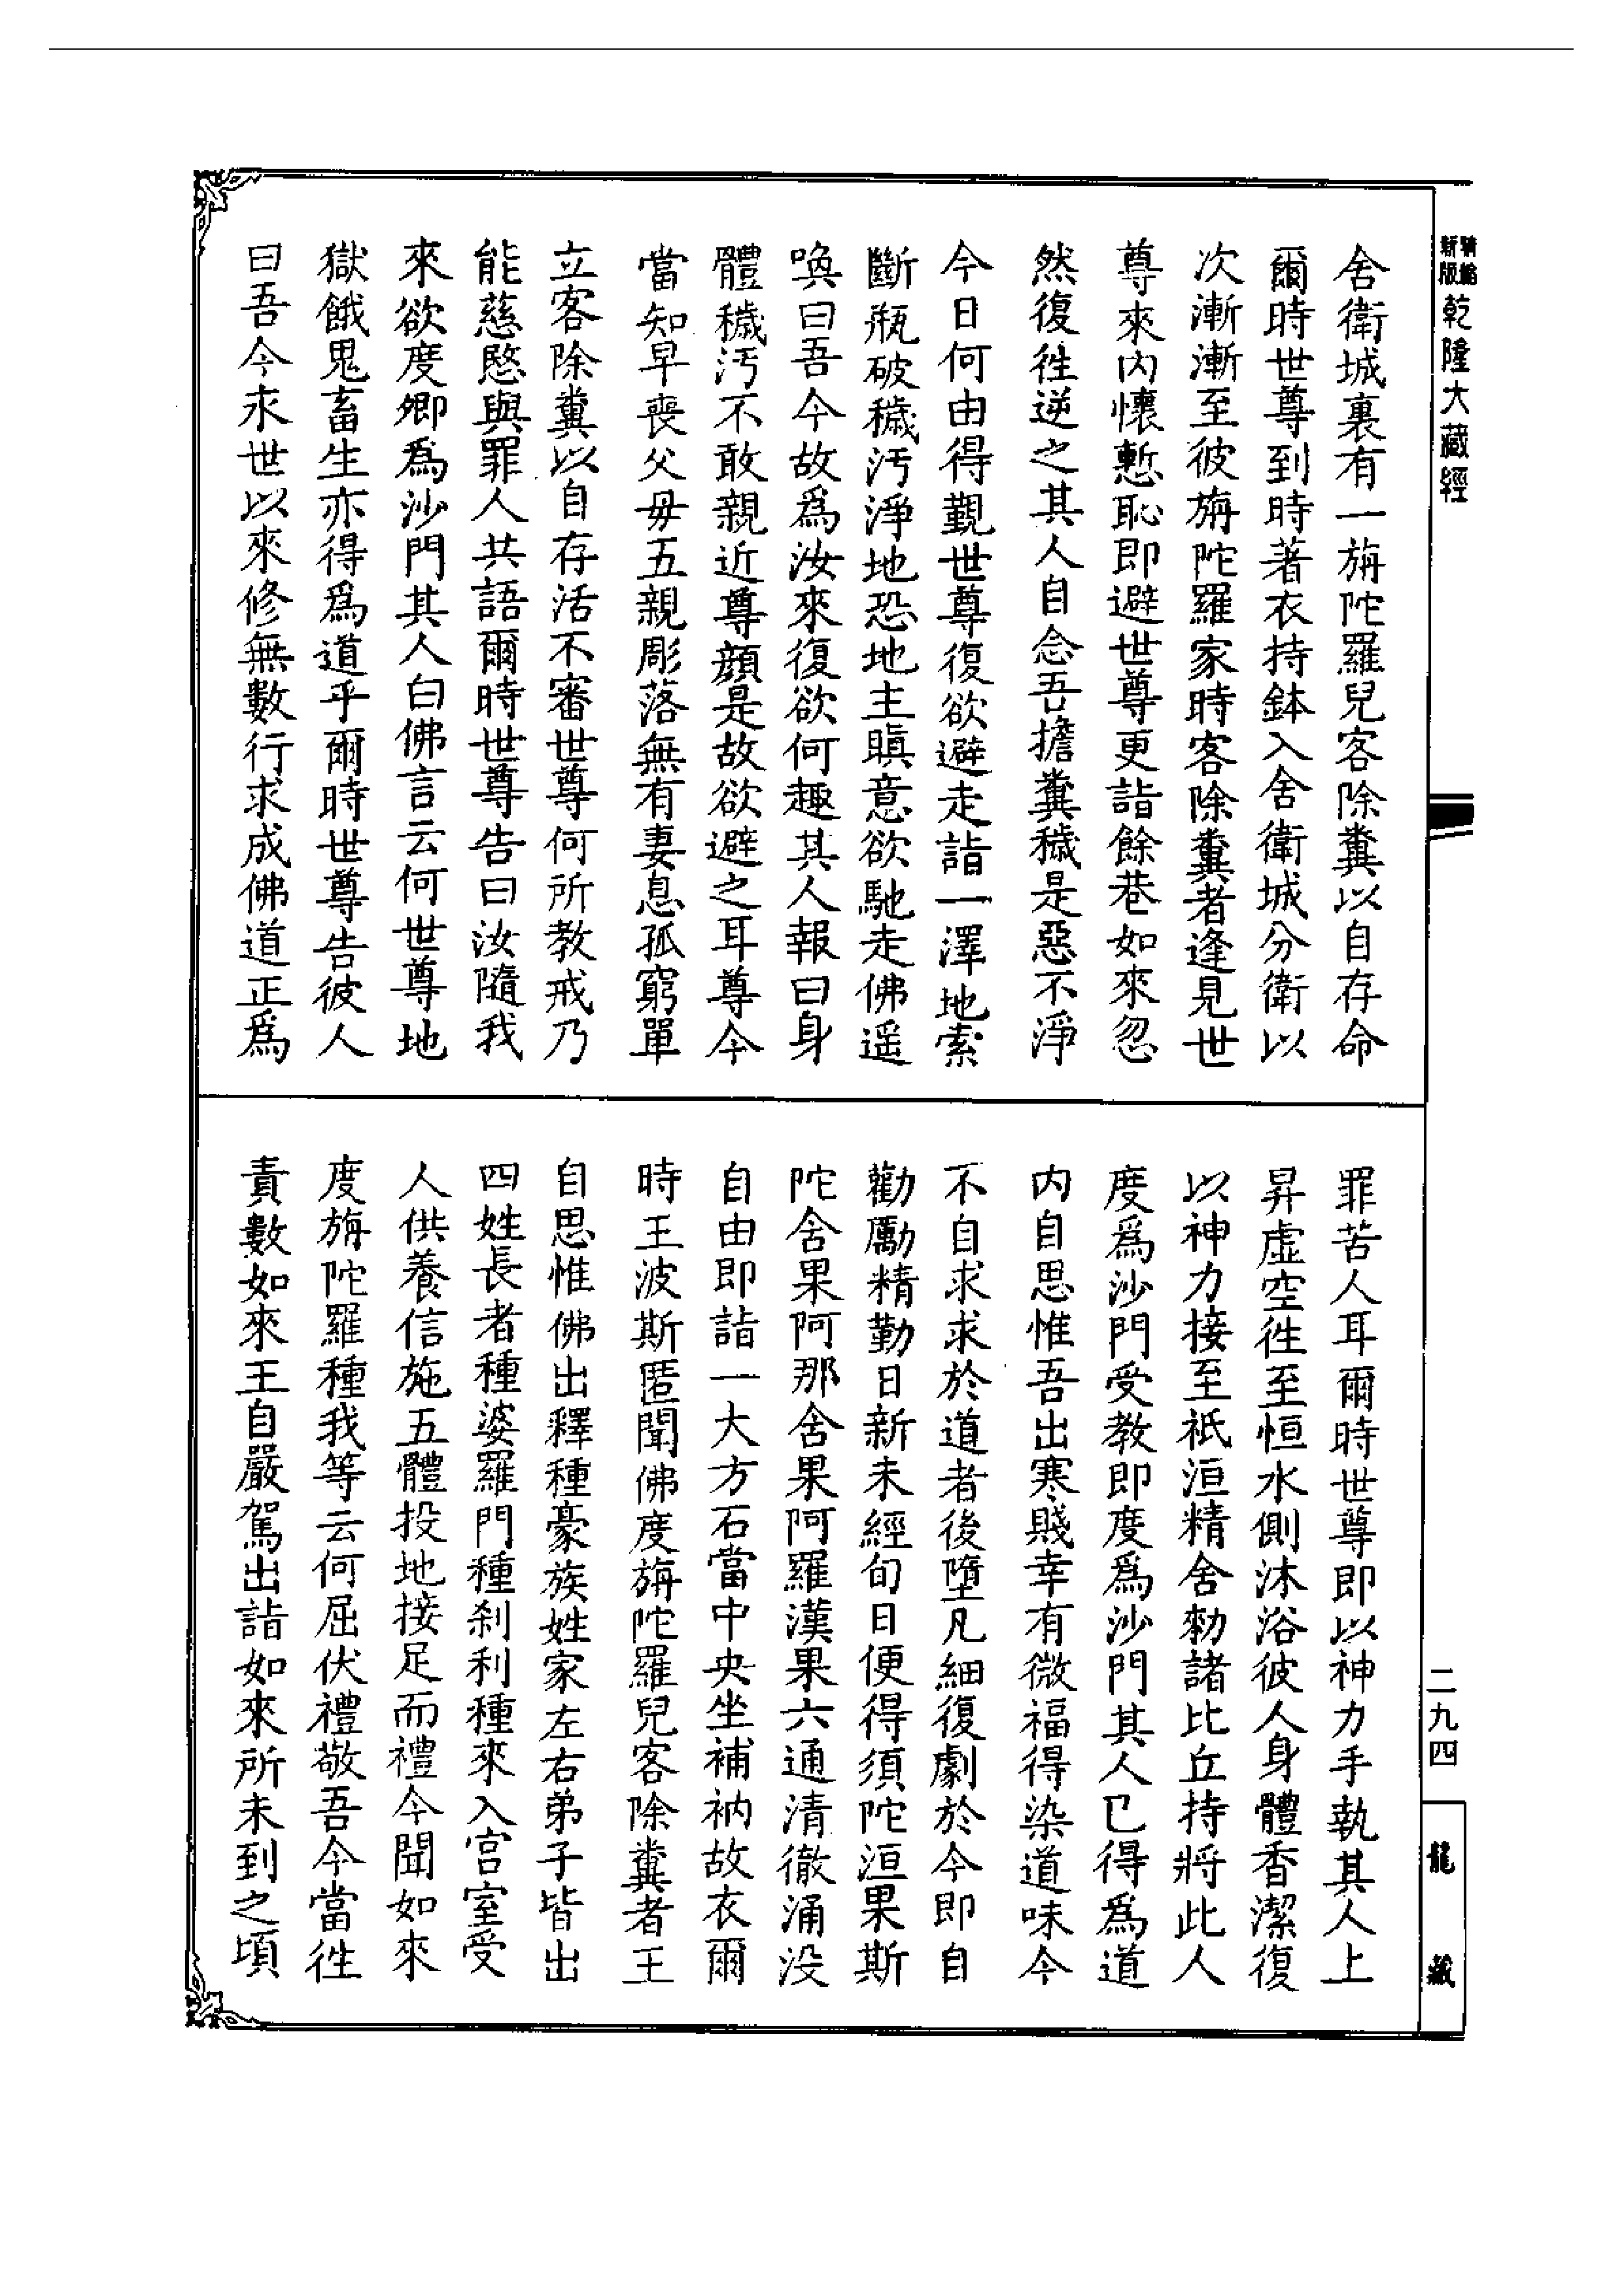 精縮新版乾隆大藏經
舍衛城裏有一旃陀羅兒客除糞以自存命
爾時世尊到時著衣持鉢入舍衛城分衛以
次漸漸至彼旃陀羅家時客除糞者逢見世
尊來内懷慙恥即避世尊更詣餘巷如來忽
然復徃逆之其人自念吾擔糞穢是惡不淨
今日何由得覲世尊復欲避走詣一澤地索
斷瓶破穢汚淨地恐地主瞋意欲馳走佛遥
喚曰吾今故爲汝來復欲何趣其人報曰身
體穢汚不敢親近尊顔是故欲避之耳尊今
當知早喪父毋五親彫落無有妻息孤窮單
立客除糞以自存活不審世尊何所教戒乃
能慈愍與罪人共語爾時世尊告曰汝隨我
來欲度卿爲沙門其人白佛言云何世尊地
獄餓鬼畜生亦得爲道乎爾時世尊告彼人
曰吾今永世以來修無數行求成佛道正爲
罪苦人耳爾時世尊即以神力手執其人上
昇虛空徃至恒水側沐浴彼人身體香潔復
以神力接至祇洹精舍勑諸比丘持將此人
度爲沙門受教即度爲沙門其人已得爲道
内自思惟吾出寒賤幸有微福得染道味今
不自求求於道者後墮凡細復劇於今即自
勸勵精勤日新未經旬日便得須陀洹果斯
陀舍果阿那舍果阿羅漢果六通清徹涌没
自由即詣一大方石當中央坐補衲故衣爾
時王波斯匿聞佛度旃陀羅兒客除糞者王
自思惟佛出釋種豪族姓家左右弟子皆出
四姓長者種婆羅門種刹利種來入宫室受
人供養信施五體投地接足而禮今聞如來
度旃陀羅種我等云何屈伏禮敬吾今當徃
責數如來王自嚴駕出詣如來所未到之頃
二九四
龍藏